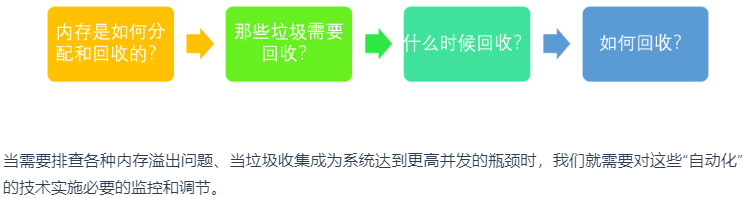 内存是如何分
配和回收的？
那些垃圾需要
回收？
什么时候回收？
如何回收？
当需要排查各种内存溢出问题、当垃圾收集成为系统达到更高并发的瓶颈时，我们就需要对这些“自动化”
的技术实施必要的监控和调节。